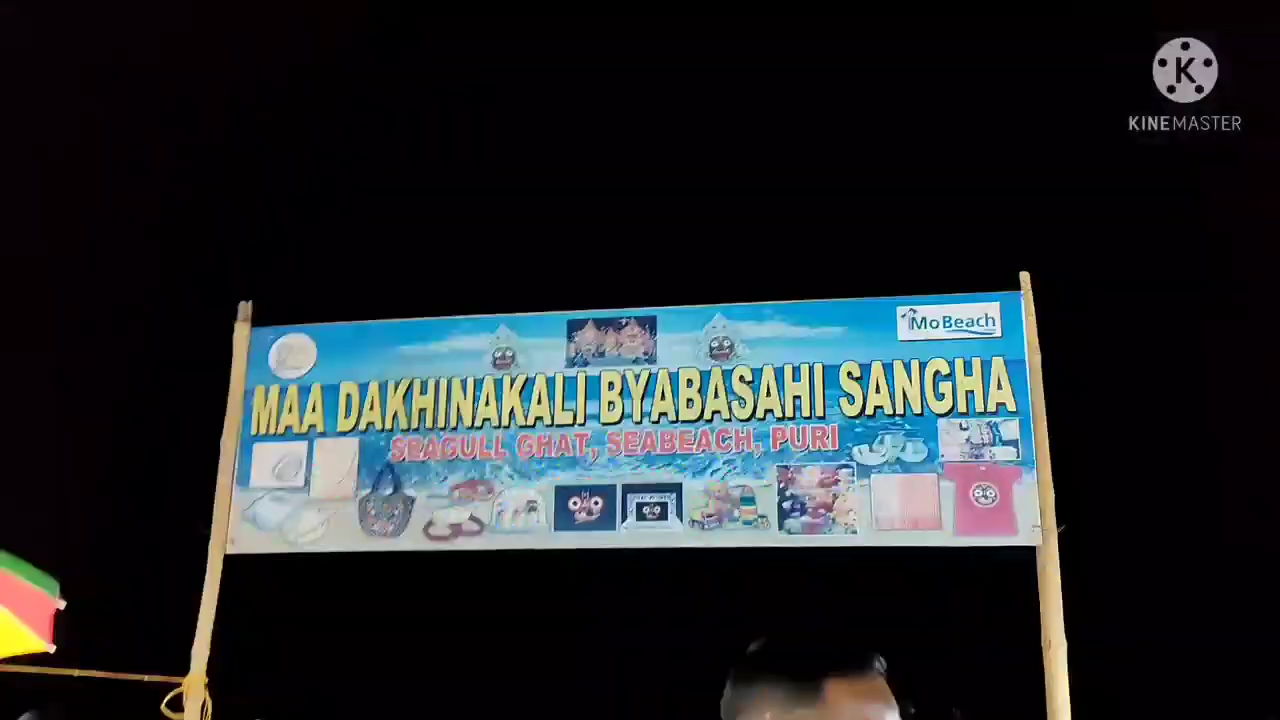 K
KINEMASTER
MoBeach
MAA DAKHINAKALI BYABASAHI SANGHA
SEAGULL GHAT, SEABEACH, PURI